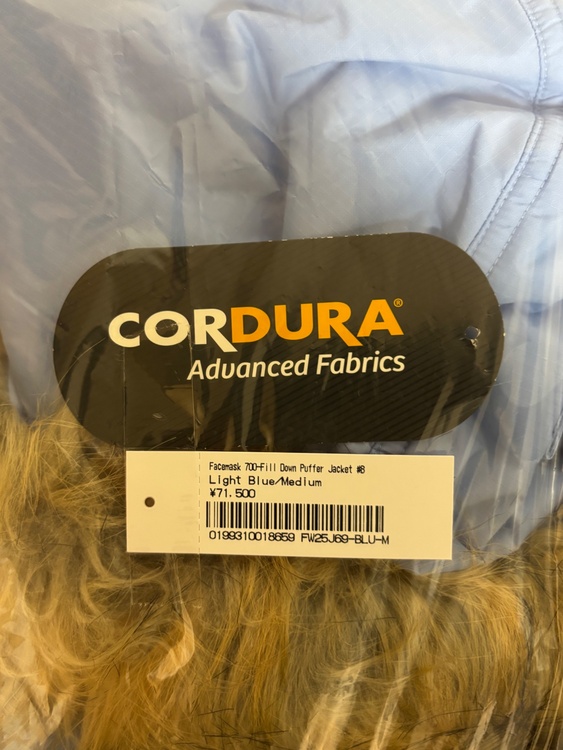 CORDURA®
Advanced Fabrics
Facemask 700-Fill Down Puffer Jacket #8
Light Blue/Medium
¥71,500
0199310018659 FW25J69-BLU-M